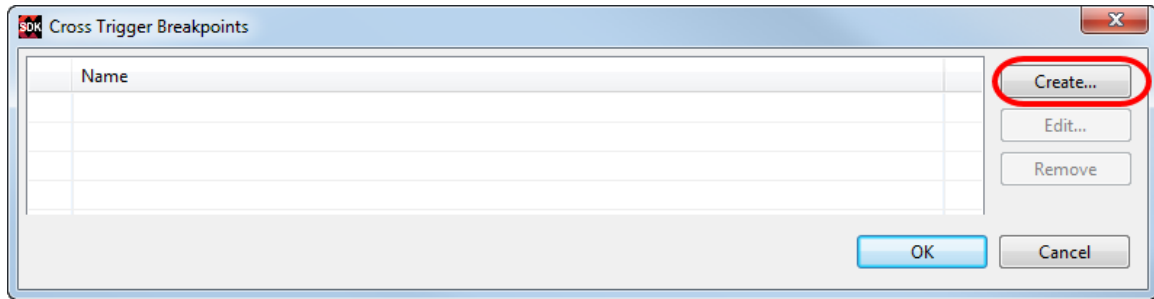 SDK Cross Trigger Breakpoints
Name
Create...
Edit...
Remove
OK
Cancel